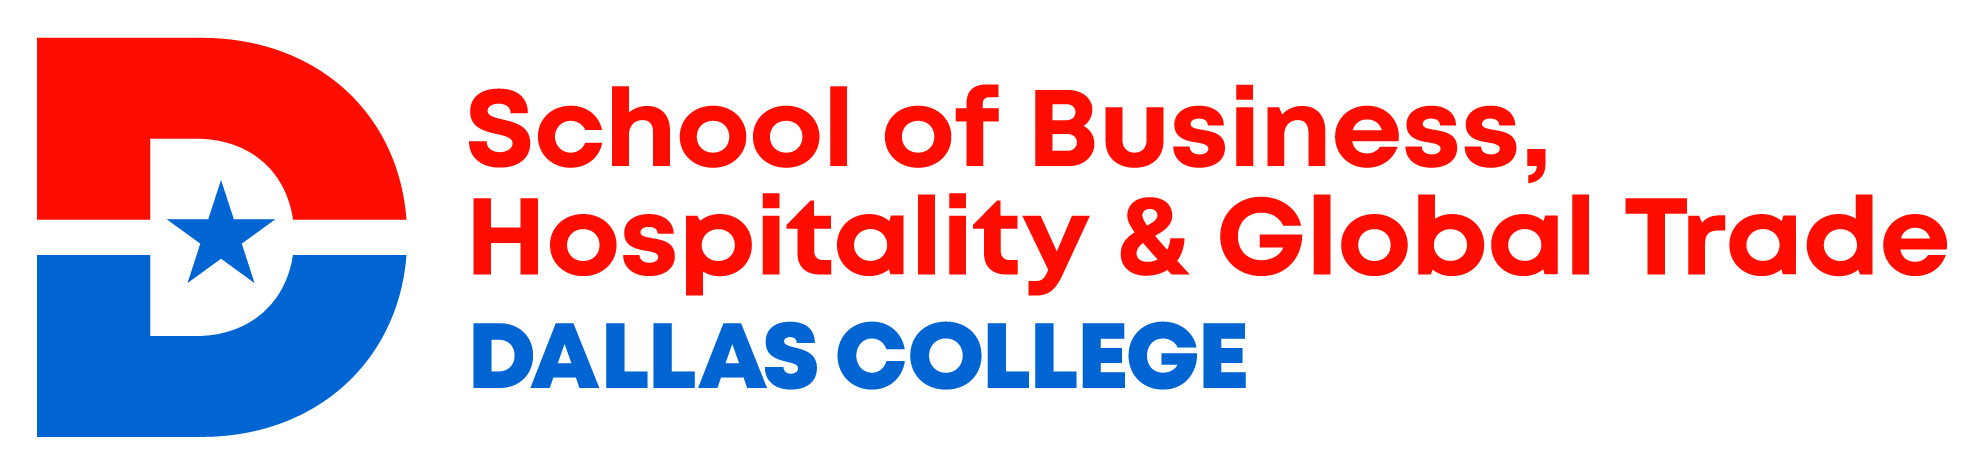 School of Business,
Hospitality & Global Trade
DALLAS COLLEGE